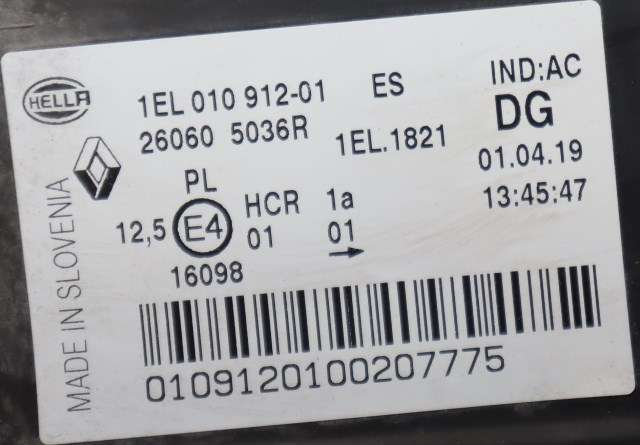 HELLA
1EL 010 912-01 ES IND:AC
26060 5036R 1EL.1821 DG
01.04.19
PL 13:45:47
12,5 E4 HCR 1a
01 01
16098
MADE IN SLOVENIA
0109120100207775